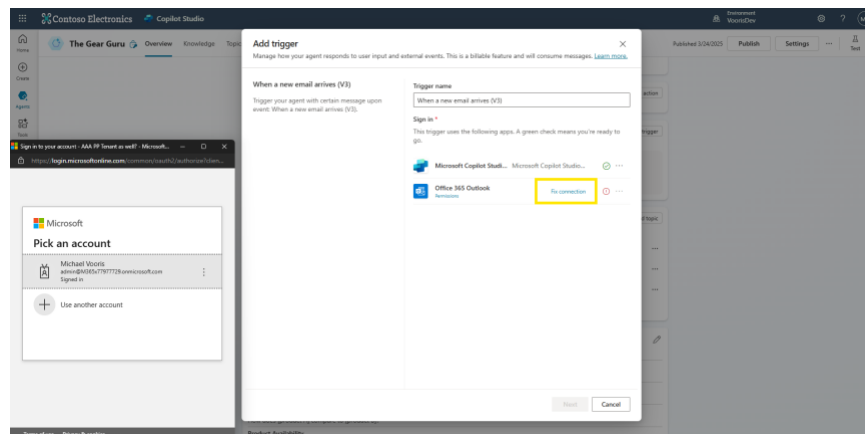 Contoso Electronics
Copilot Studio
Environment
VoorisDev
Home
Create
Agents
Tools
The Gear Guru
Overview
Knowledge
Topic
Published 3/24/2025
Publish
Settings
Test
Add trigger
Manage how your agent responds to user input and external events. This is a billable feature and will consume messages. Learn more.
When a new email arrives (V3)
Trigger your agent with certain message upon
event: When a new email arrives (V3).
Trigger name
When a new email arrives (V3)
Sign in *
This trigger uses the following apps. A green check means you're ready to
go.
Microsoft Copilot Studi... Microsoft Copilot Studio...
Office 365 Outlook
Permissions
Fix connection
Next
Cancel
action
trigger
of topic
Sign in to your account - AAA PP Tenant as well? - Microsoft...
https://login.microsoftonline.com/common/oauth2/authorize?clien...
Microsoft
Pick an account
Michael Vooris
admin@M365x77977729.onmicrosoft.com
Signed in
Use another account
Product Availability